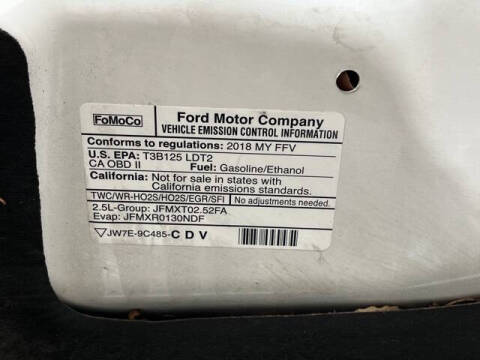 FoMoCo
Ford Motor Company
VEHICLE EMISSION CONTROL INFORMATION
Conforms to regulations: 2018 MY FFV
U.S. EPA: T3B125 LDT2
CA OBD II Fuel: Gasoline/Ethanol
California: Not for sale in states with
California emissions standards.
TWC/WR-HO2S/HO2S/EGR/SFI No adjustments needed.
2.5L-Group: JFMXT02.52FA
Evap: JFMXR0130NDF
JW7E-9C485-C D V